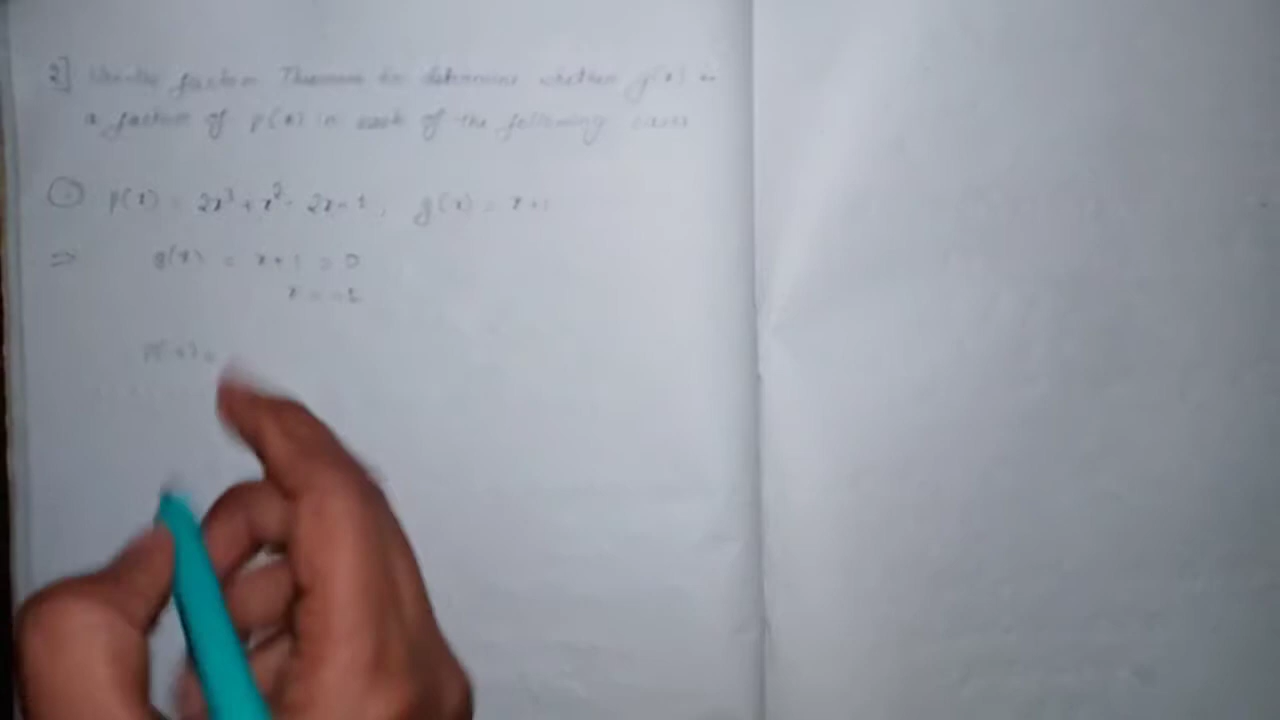 2] Use the factor Theorem to determine whether g(x) is
a factor of p(x) in each of the following cases
p(x) = 2x³ + x² - 2x - 1, g(x) = x + 1
⇒ g(x) = x + 1 = 0
x = -1